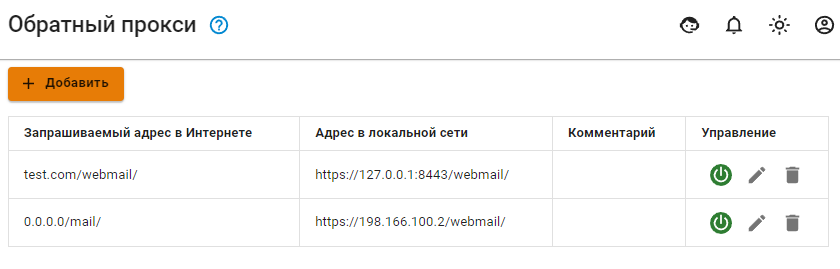 Обратный прокси
Добавить
Запрашиваемый адрес в Интернете Адрес в локальной сети Комментарий Управление
test.com/webmail/ https://127.0.0.1:8443/webmail/
0.0.0.0/mail/ https://198.166.100.2/webmail/